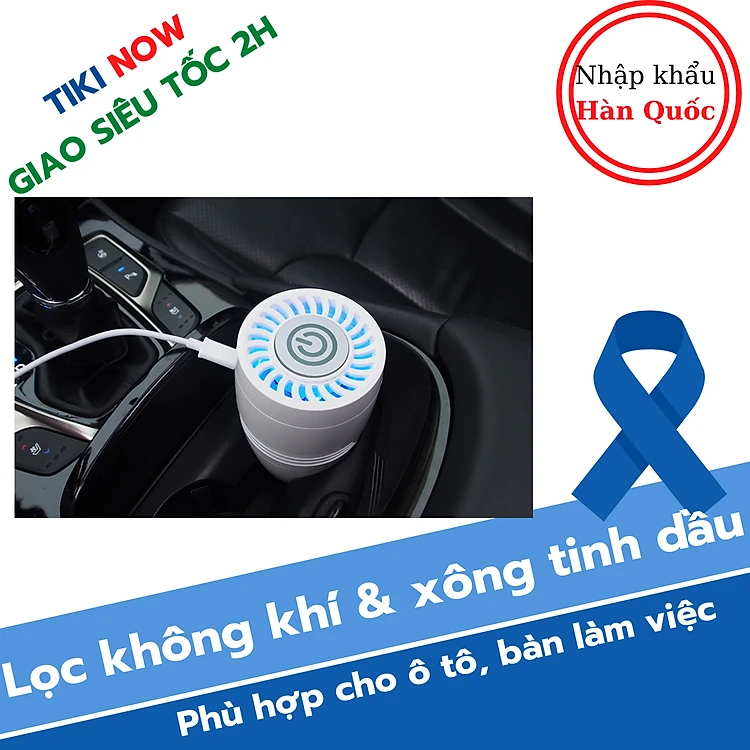 TIKI NOW
GIAO SIÊU TỐC 2H
Nhập khẩu
Hàn Quốc
Lọc không khí & xông tinh dầu
Phù hợp cho ô tô, bàn làm việc